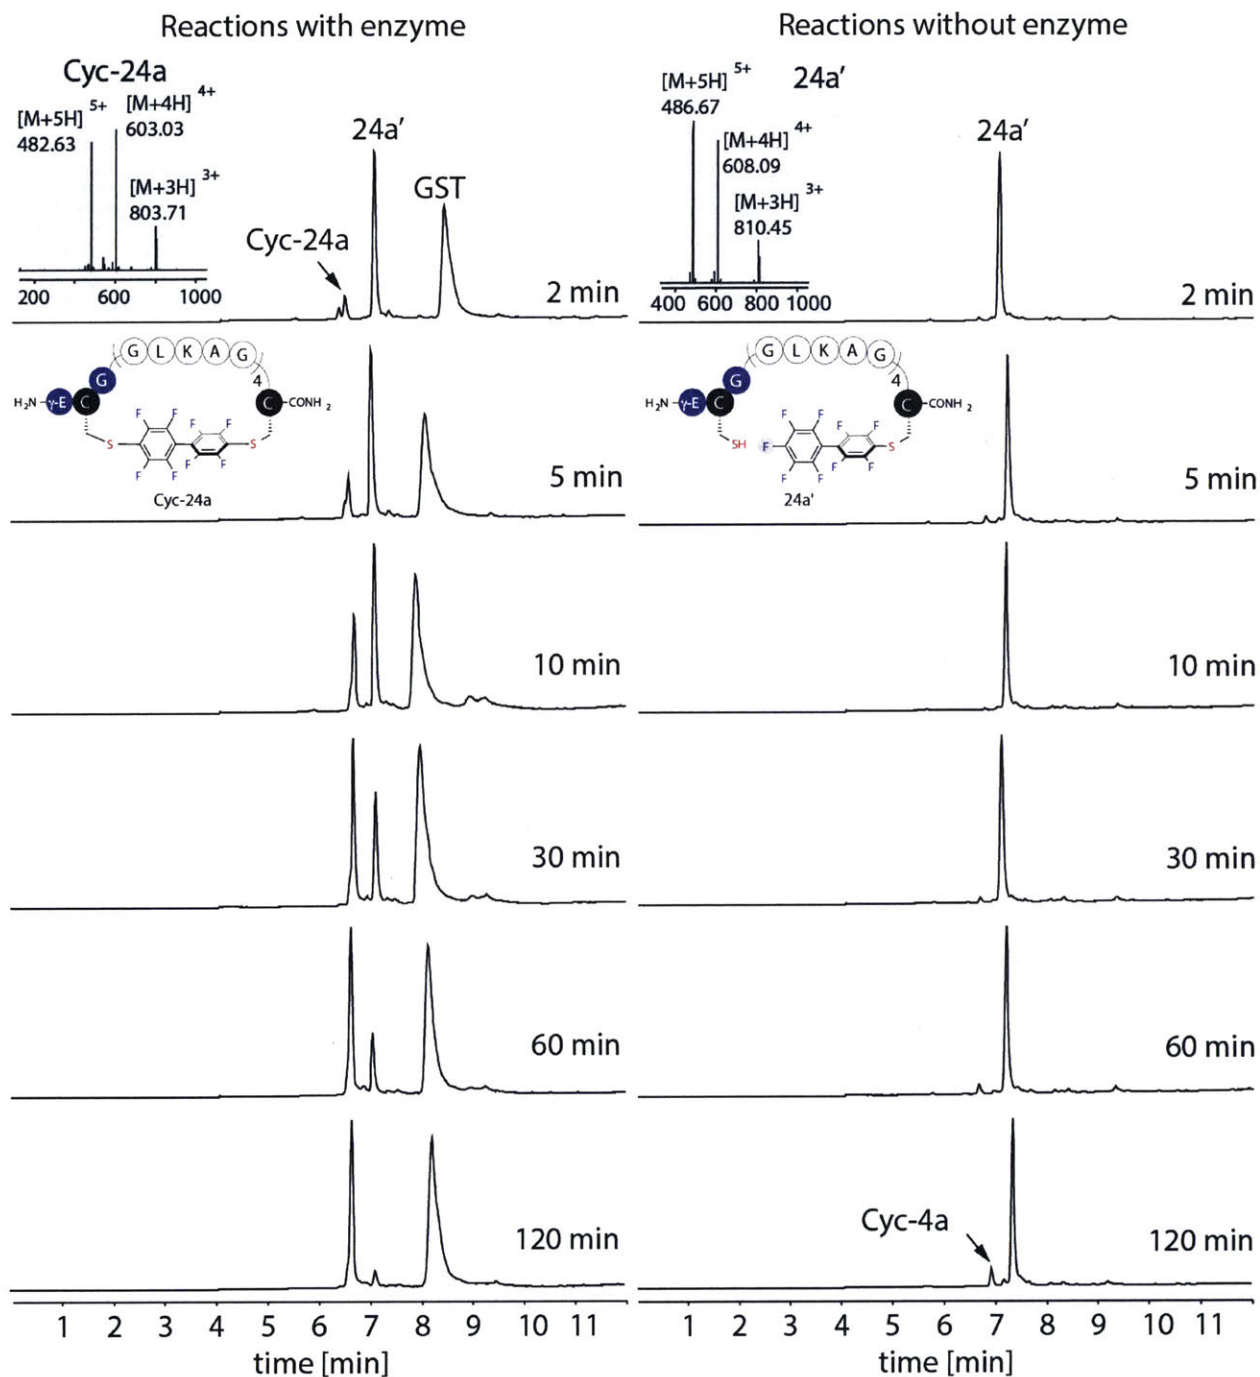 Reactions with enzyme
Cyc-24a
[M+5H] 5+
482.63
[M+4H] 4+
603.03
[M+3H] 3+
803.71
200 600 1000
24a’
GST
Cyc-24a
2 min
G L K A G
4
G
H2N γ-E C
C CONH2
F F F F
S S
F F F F
Cyc-24a
5 min
10 min
30 min
60 min
120 min
1 2 3 4 5 6 7 8 9 10 11
time [min]
Reactions without enzyme
24a’
[M+5H] 5+
486.67
[M+4H] 4+
608.09
[M+3H] 3+
810.45
400 600 800 1000
24a’
2 min
G L K A G
4
G
H2N γ-E C
C CONH2
F F F F
SH F S
F F F F
24a’
5 min
10 min
30 min
60 min
Cyc-4a
120 min
1 2 3 4 5 6 7 8 9 10 11
time [min]